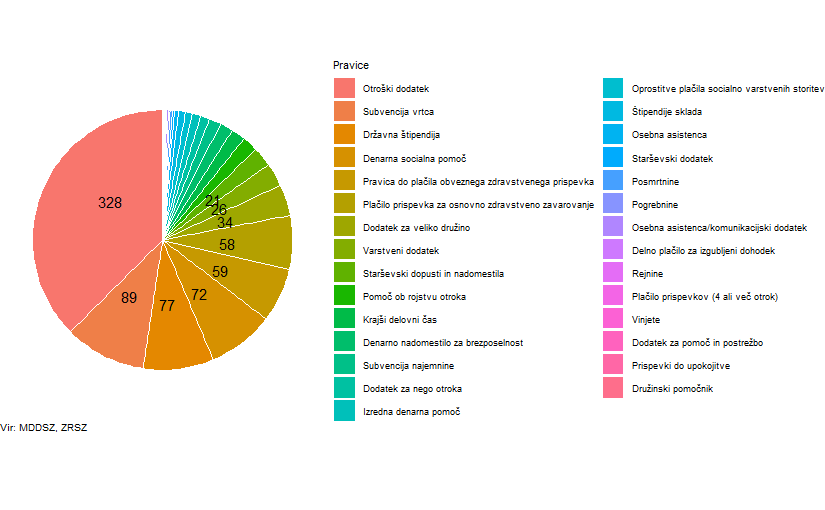 Pravice
Otroški dodatek
Subvencija vrtca
Državna štipendija
Denarna socialna pomoč
Pravica do plačila obveznega zdravstvenega prispevka
Plačilo prispevka za osnovno zdravstveno zavarovanje
Dodatek za veliko družino
Varstveni dodatek
Starševski dopusti in nadomestila
Pomoč ob rojstvu otroka
Krajši delovni čas
Denarno nadomestilo za brezposelnost
Subvencija najemnine
Dodatek za nego otroka
Izredna denarna pomoč
Oprostitve plačila socialno varstvenih storitev
Štipendije sklada
Osebna asistenca
Starševski dodatek
Posmrtnine
Pogrebnine
Osebna asistenca/komunikacijski dodatek
Delno plačilo za izgubljeni dohodek
Rejnine
Plačilo prispevkov (4 ali več otrok)
Vinjete
Dodatek za pomoč in postrežbo
Prispevki do upokojitve
Družinski pomočnik
328
89
77
72
59
58
34
26
21
Vir: MDDSZ, ZRSZ